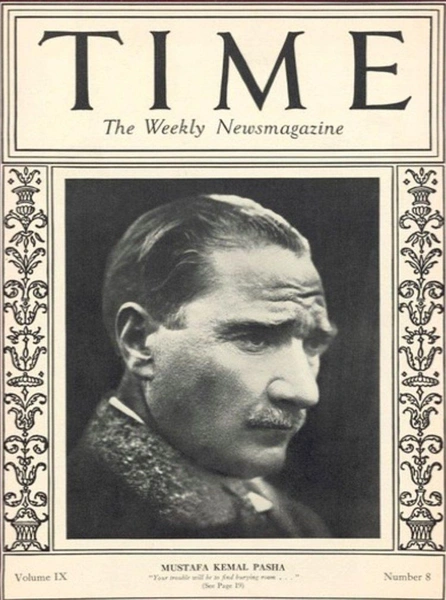 TIME
The Weekly Newsmagazine
MUSTAFA KEMAL PASHA
Volume IX
"Your trouble will be to find burying room . . ."
Number 8
(See Page 15)